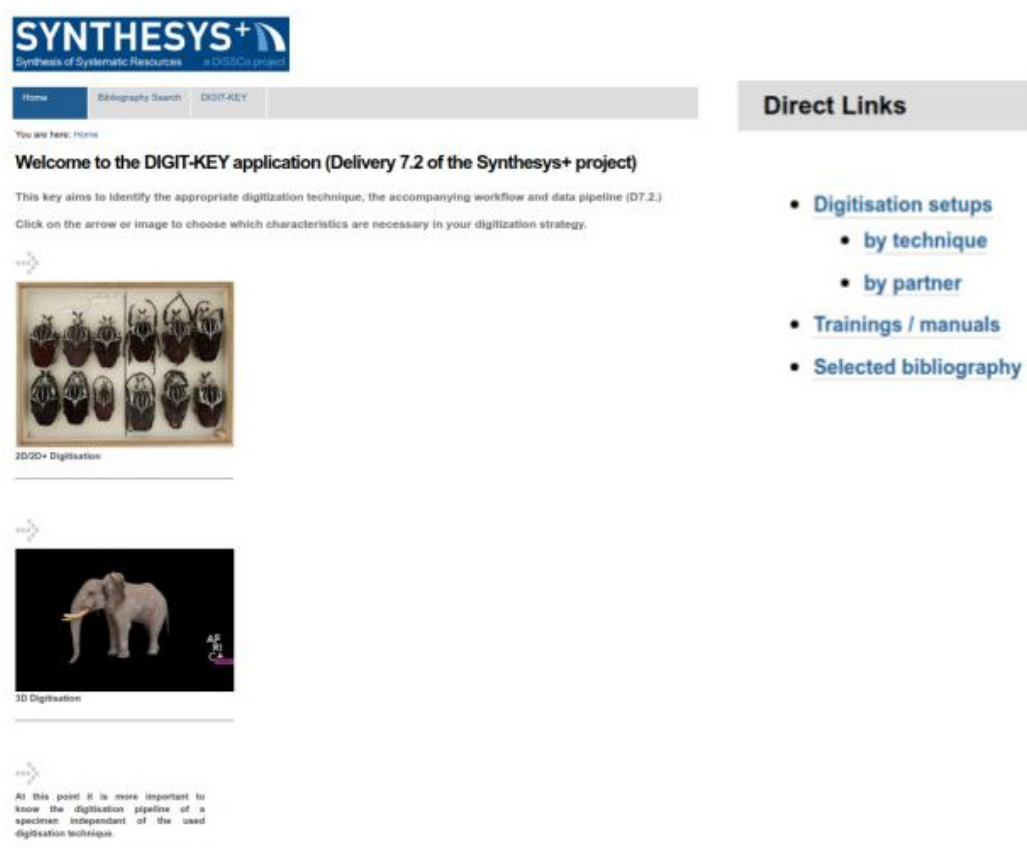 SYNTHESYS+
Synthesis of Systematic Resources a DiSSCo project
Home Bibliography Search DIGIT-KEY
You are here: Home
Welcome to the DIGIT-KEY application (Delivery 7.2 of the Synthesys+ project)
This key aims to identify the appropriate digitization technique, the accompanying workflow and data pipeline (D7.2.)
Click on the arrow or image to choose which characteristics are necessary in your digitization strategy.
2D/2D+ Digitisation
AF
RI
CA
3D Digitisation
At this point it is more important to
know the digitisation pipeline of a
specimen independant of the used
digitisation technique.
Direct Links
• Digitisation setups
• by technique
• by partner
• Trainings / manuals
• Selected bibliography